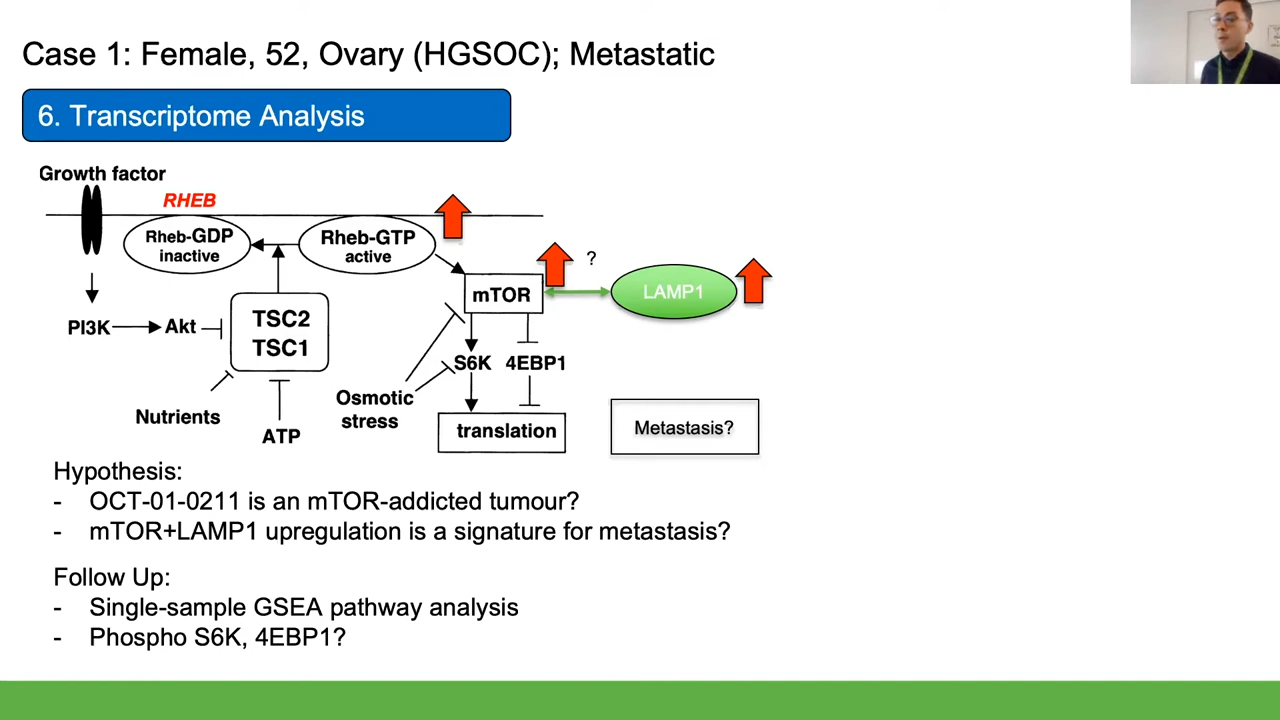 Case 1: Female, 52, Ovary (HGSOC); Metastatic
6. Transcriptome Analysis
Growth factor
RHEB
Rheb-GDP
inactive
Rheb-GTP
active
?
mTOR
LAMP1
PI3K
Akt
TSC2
TSC1
S6K
4EBP1
Nutrients
ATP
Osmotic
stress
translation
Metastasis?
Hypothesis:
- OCT-01-0211 is an mTOR-addicted tumour?
- mTOR+LAMP1 upregulation is a signature for metastasis?
Follow Up:
- Single-sample GSEA pathway analysis
- Phospho S6K, 4EBP1?